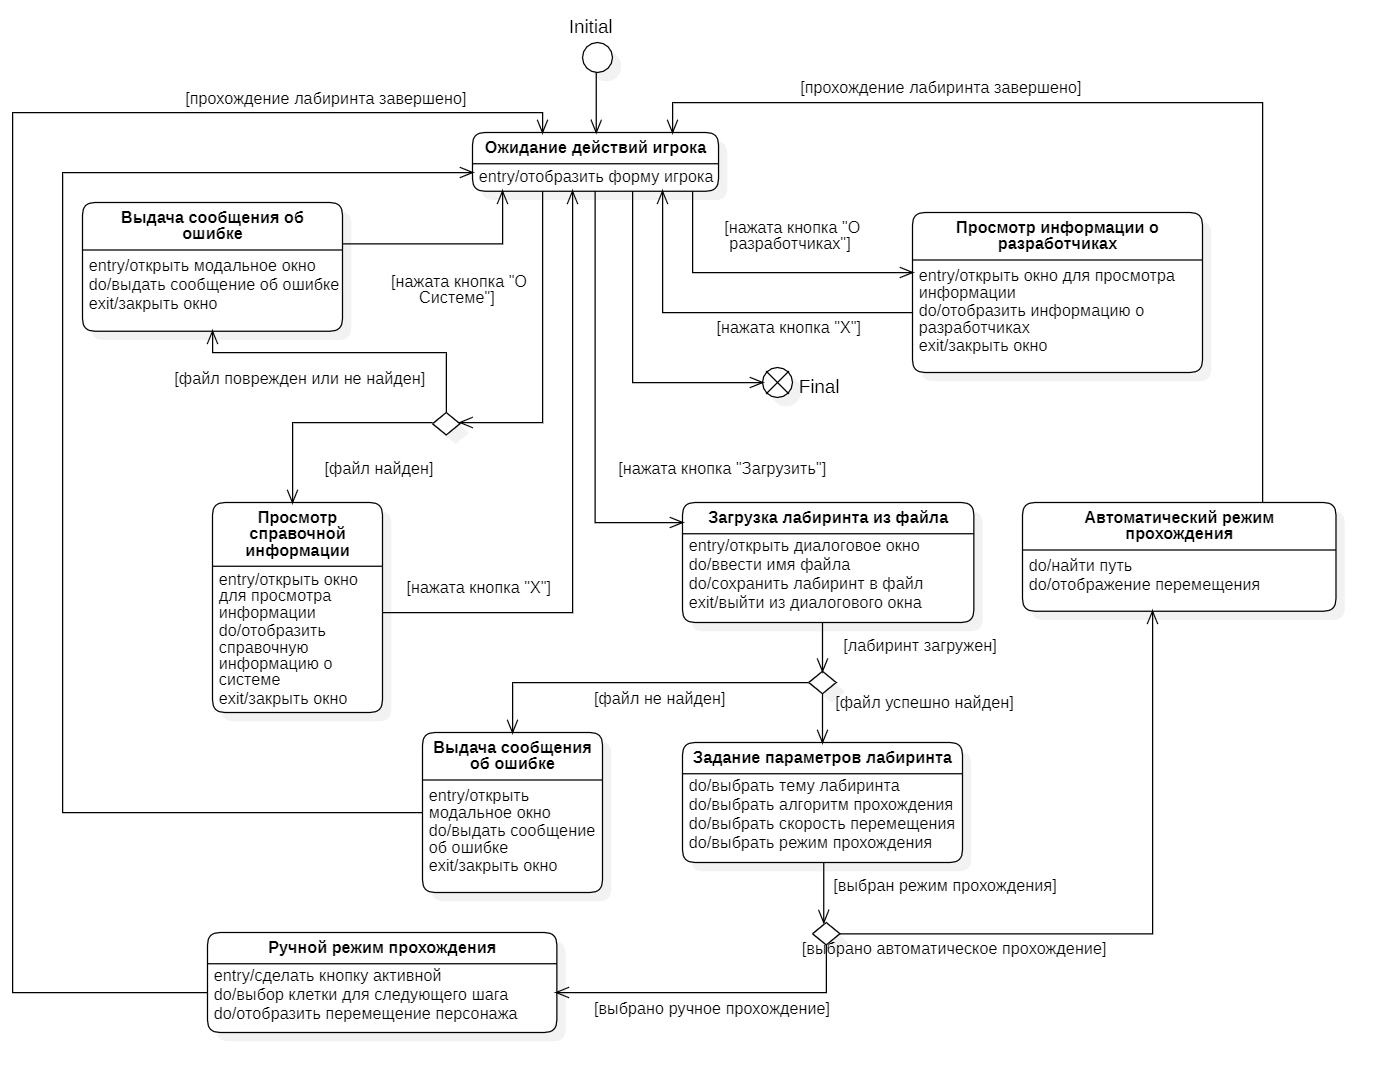 Initial
[прохождение лабиринта завершено]
[прохождение лабиринта завершено]
Ожидание действий игрока
entry/отобразить форму игрока
Выдача сообщения об
ошибке
entry/открыть модальное окно
do/выдать сообщение об ошибке
exit/закрыть окно
[нажата кнопка "О
Системе"]
[нажата кнопка "О
разработчиках"]
Просмотр информации о
разработчиках
entry/открыть окно для просмотра
информации
do/отобразить информацию о
разработчиках
exit/закрыть окно
[нажата кнопка "X"]
[файл поврежден или не найден]
Final
[файл найден]
[нажата кнопка "Загрузить"]
Просмотр
справочной
информации
entry/открыть окно
для просмотра
информации
do/отобразить
справочную
информацию о
системе
exit/закрыть окно
[нажата кнопка "X"]
Загрузка лабиринта из файла
entry/открыть диалоговое окно
do/ввести имя файла
do/сохранить лабиринт в файл
exit/выйти из диалогового окна
Автоматический режим
прохождения
do/найти путь
do/отображение перемещения
[лабиринт загружен]
[файл не найден]
[файл успешно найден]
Выдача сообщения
об ошибке
entry/открыть
модальное окно
do/выдать сообщение
об ошибке
exit/закрыть окно
Задание параметров лабиринта
do/выбрать тему лабиринта
do/выбрать алгоритм прохождения
do/выбрать скорость перемещения
do/выбрать режим прохождения
[выбран режим прохождения]
[выбрано автоматическое прохождение]
Ручной режим прохождения
entry/сделать кнопку активной
do/выбор клетки для следующего шага
do/отобразить перемещение персонажа
[выбрано ручное прохождение]